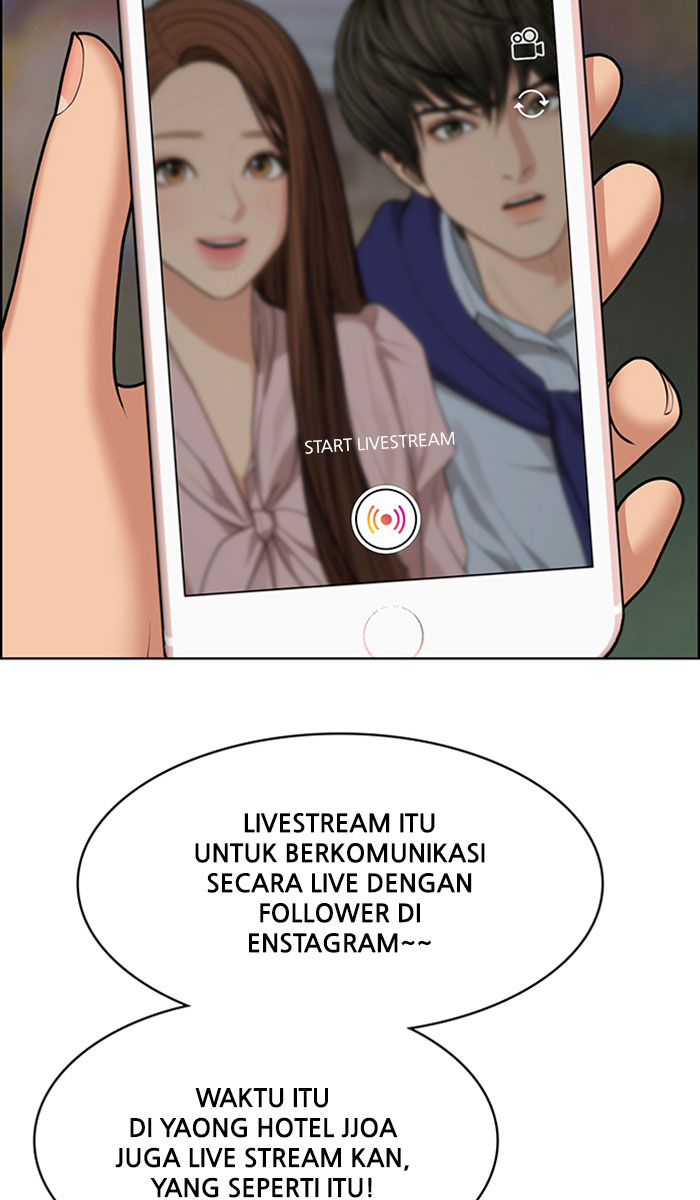 START LIVESTREAM
LIVESTREAM ITU
UNTUK BERKOMUNIKASI
SECARA LIVE DENGAN
FOLLOWER DI
ENSTAGRAM~~
WAKTU ITU
DI YAONG HOTEL JJOA
JUGA LIVE STREAM KAN,
YANG SEPERTI ITU!